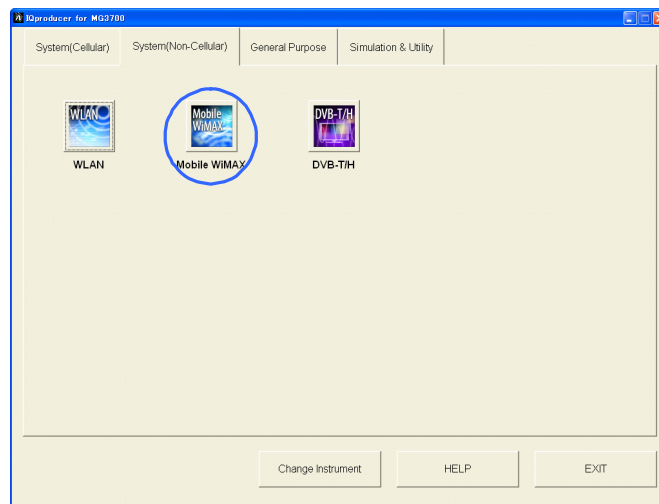 IQproducer for MG3700
System(Cellular) System(Non-Cellular) General Purpose Simulation & Utility
WLAN Mobile WiMAX DVB-T/H
WLAN Mobile WiMAX DVB-T/H
Change Instrument HELP EXIT